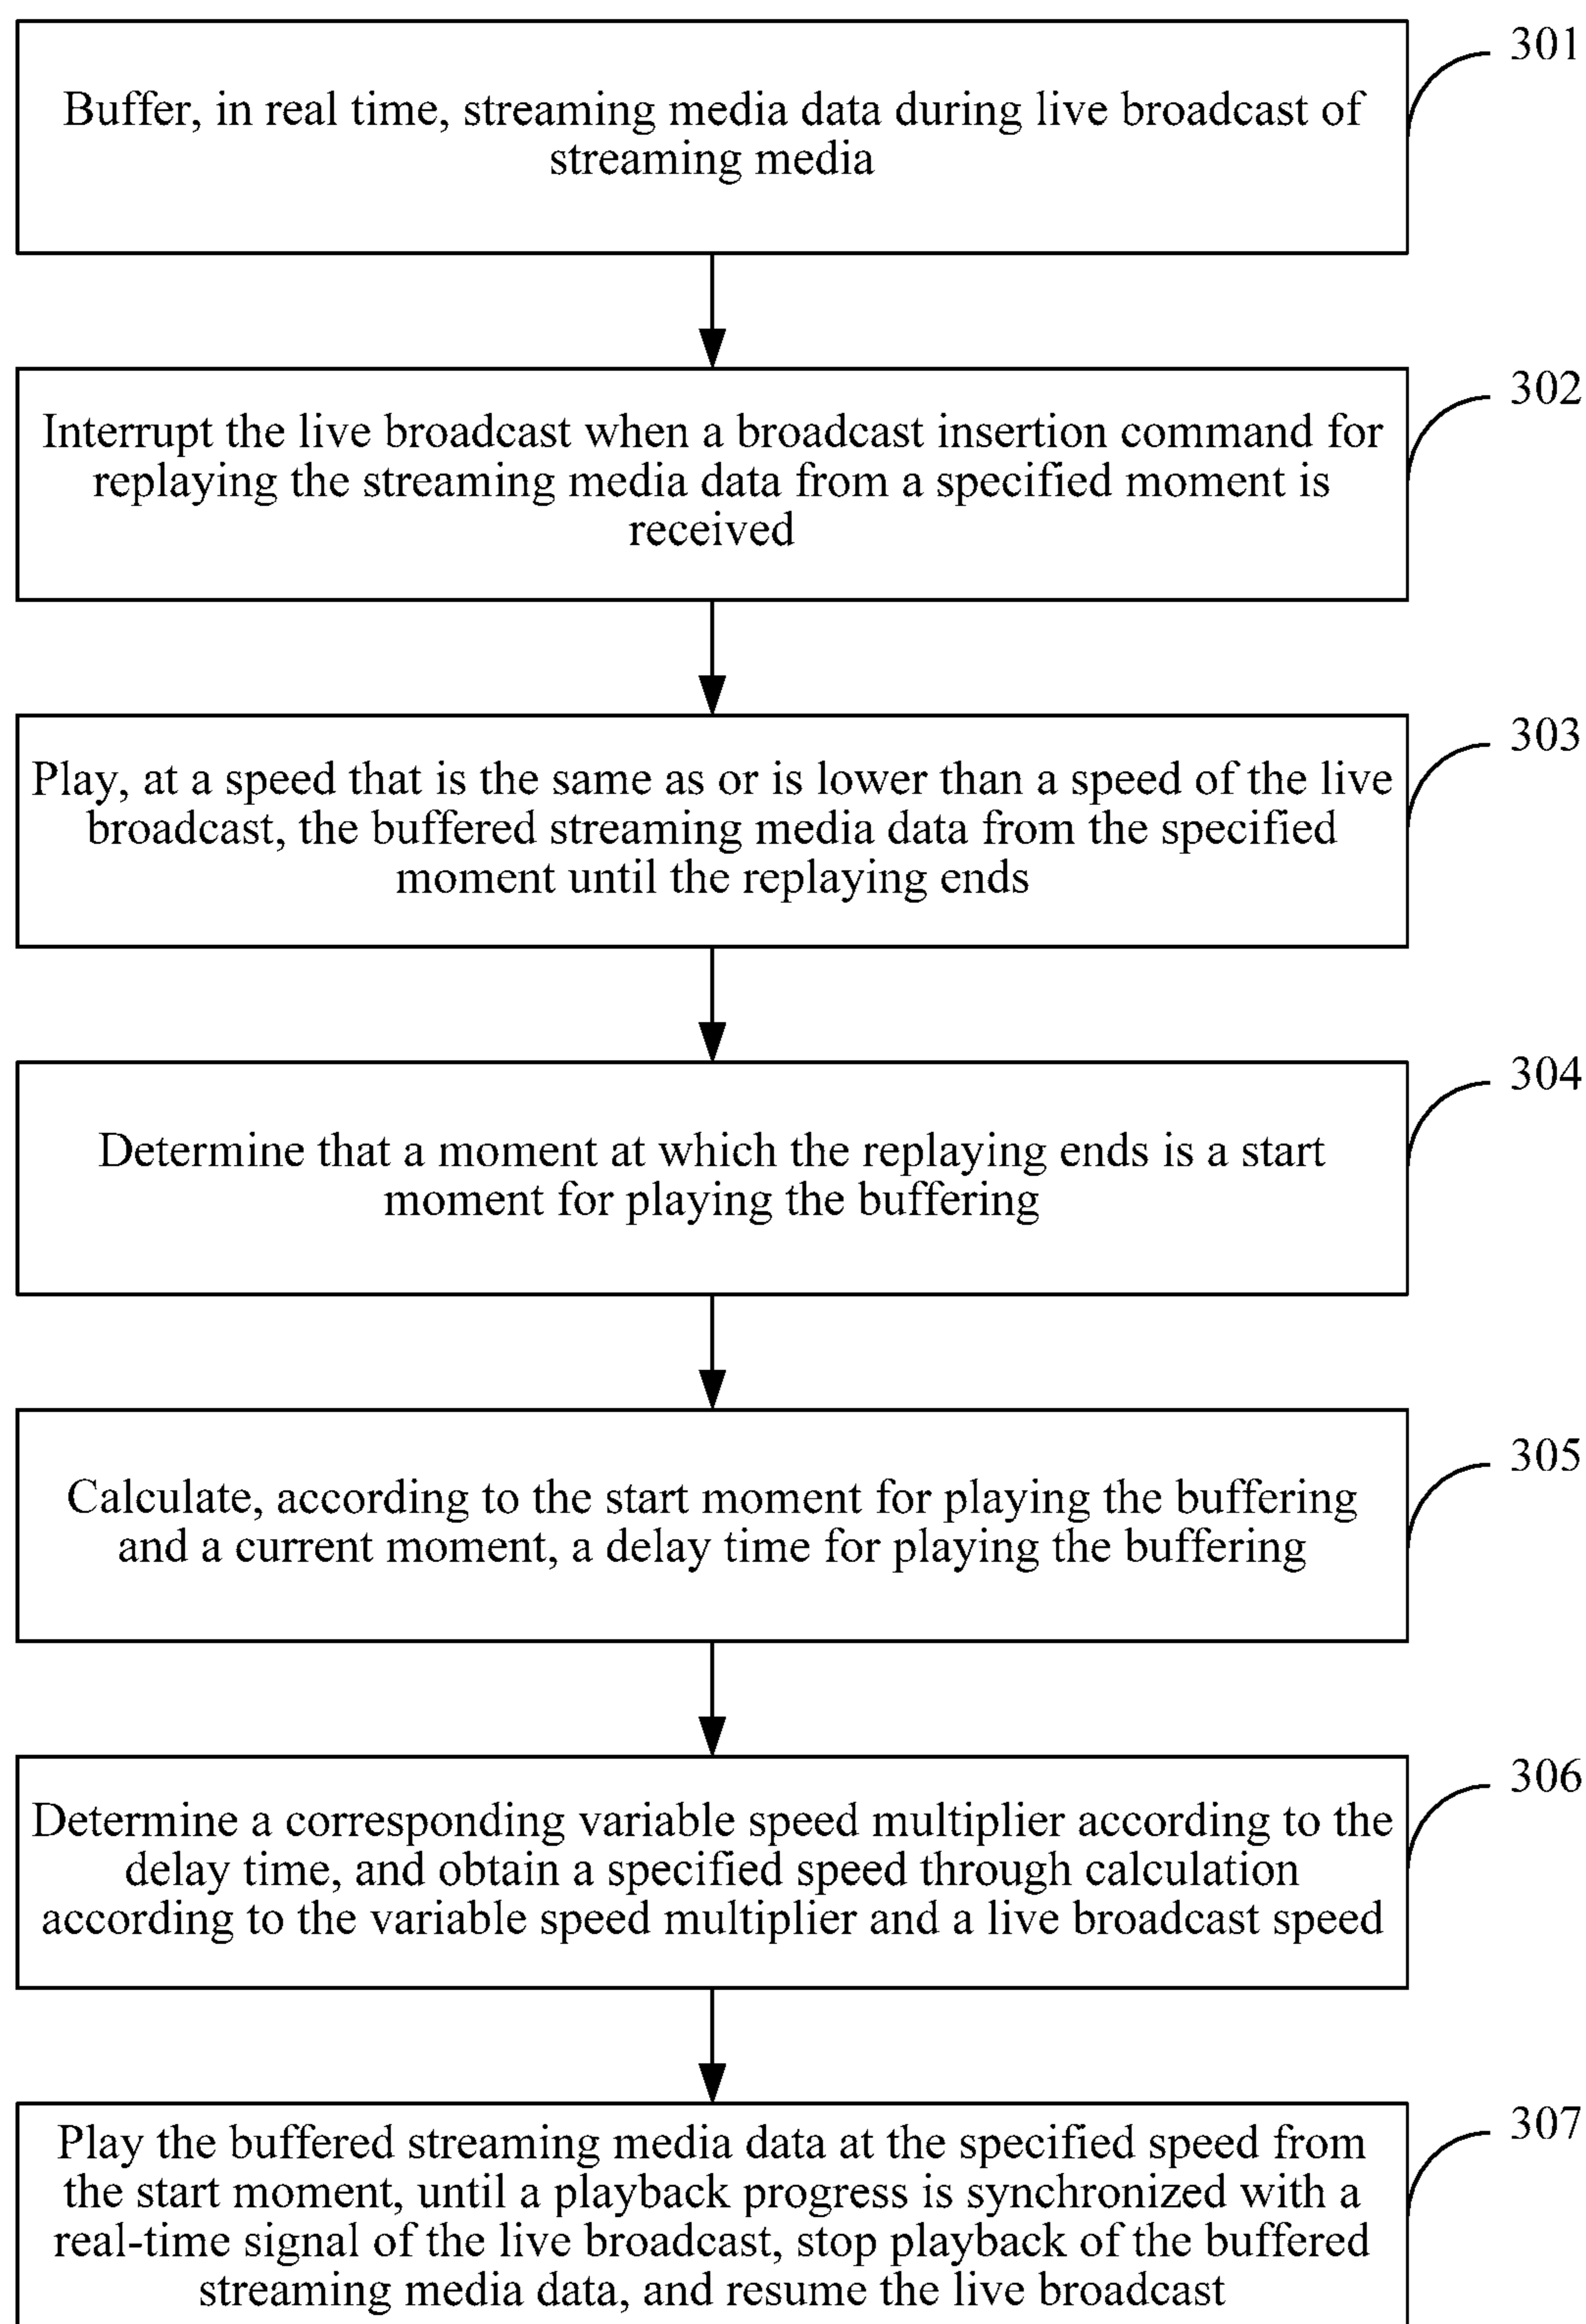 301
Buffer, in real time, streaming media data during live broadcast of
streaming media
302
Interrupt the live broadcast when a broadcast insertion command for
replaying the streaming media data from a specified moment is
received
303
Play, at a speed that is the same as or is lower than a speed of the live
broadcast, the buffered streaming media data from the specified
moment until the replaying ends
304
Determine that a moment at which the replaying ends is a start
moment for playing the buffering
305
Calculate, according to the start moment for playing the buffering
and a current moment, a delay time for playing the buffering
306
Determine a corresponding variable speed multiplier according to the
delay time, and obtain a specified speed through calculation
according to the variable speed multiplier and a live broadcast speed
307
Play the buffered streaming media data at the specified speed from
the start moment, until a playback progress is synchronized with a
real-time signal of the live broadcast, stop playback of the buffered
streaming media data, and resume the live broadcast